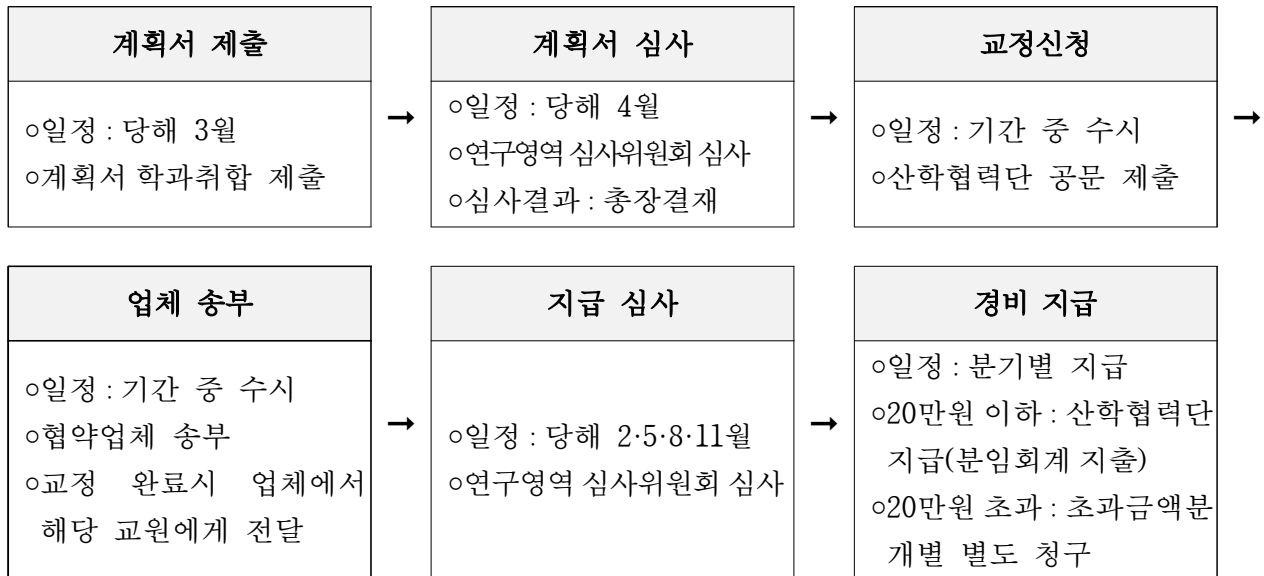 계획서 제출
○일정 : 당해 3월
○계획서 학과취합 제출
→
계획서 심사
○일정 : 당해 4월
○연구영역 심사위원회 심사
○심사결과 : 총장결재
→
교정신청
○일정 : 기간 중 수시
○산학협력단 공문 제출
→
업체 송부
○일정 : 기간 중 수시
○협약업체 송부
○교정 완료시 업체에서
해당 교원에게 전달
→
지급 심사
○일정 : 당해 2·5·8·11월
○연구영역 심사위원회 심사
→
경비 지급
○일정 : 분기별 지급
○20만원 이하 : 산학협력단
지급(분임회계 지출)
○20만원 초과 : 초과금액분
개별 별도 청구